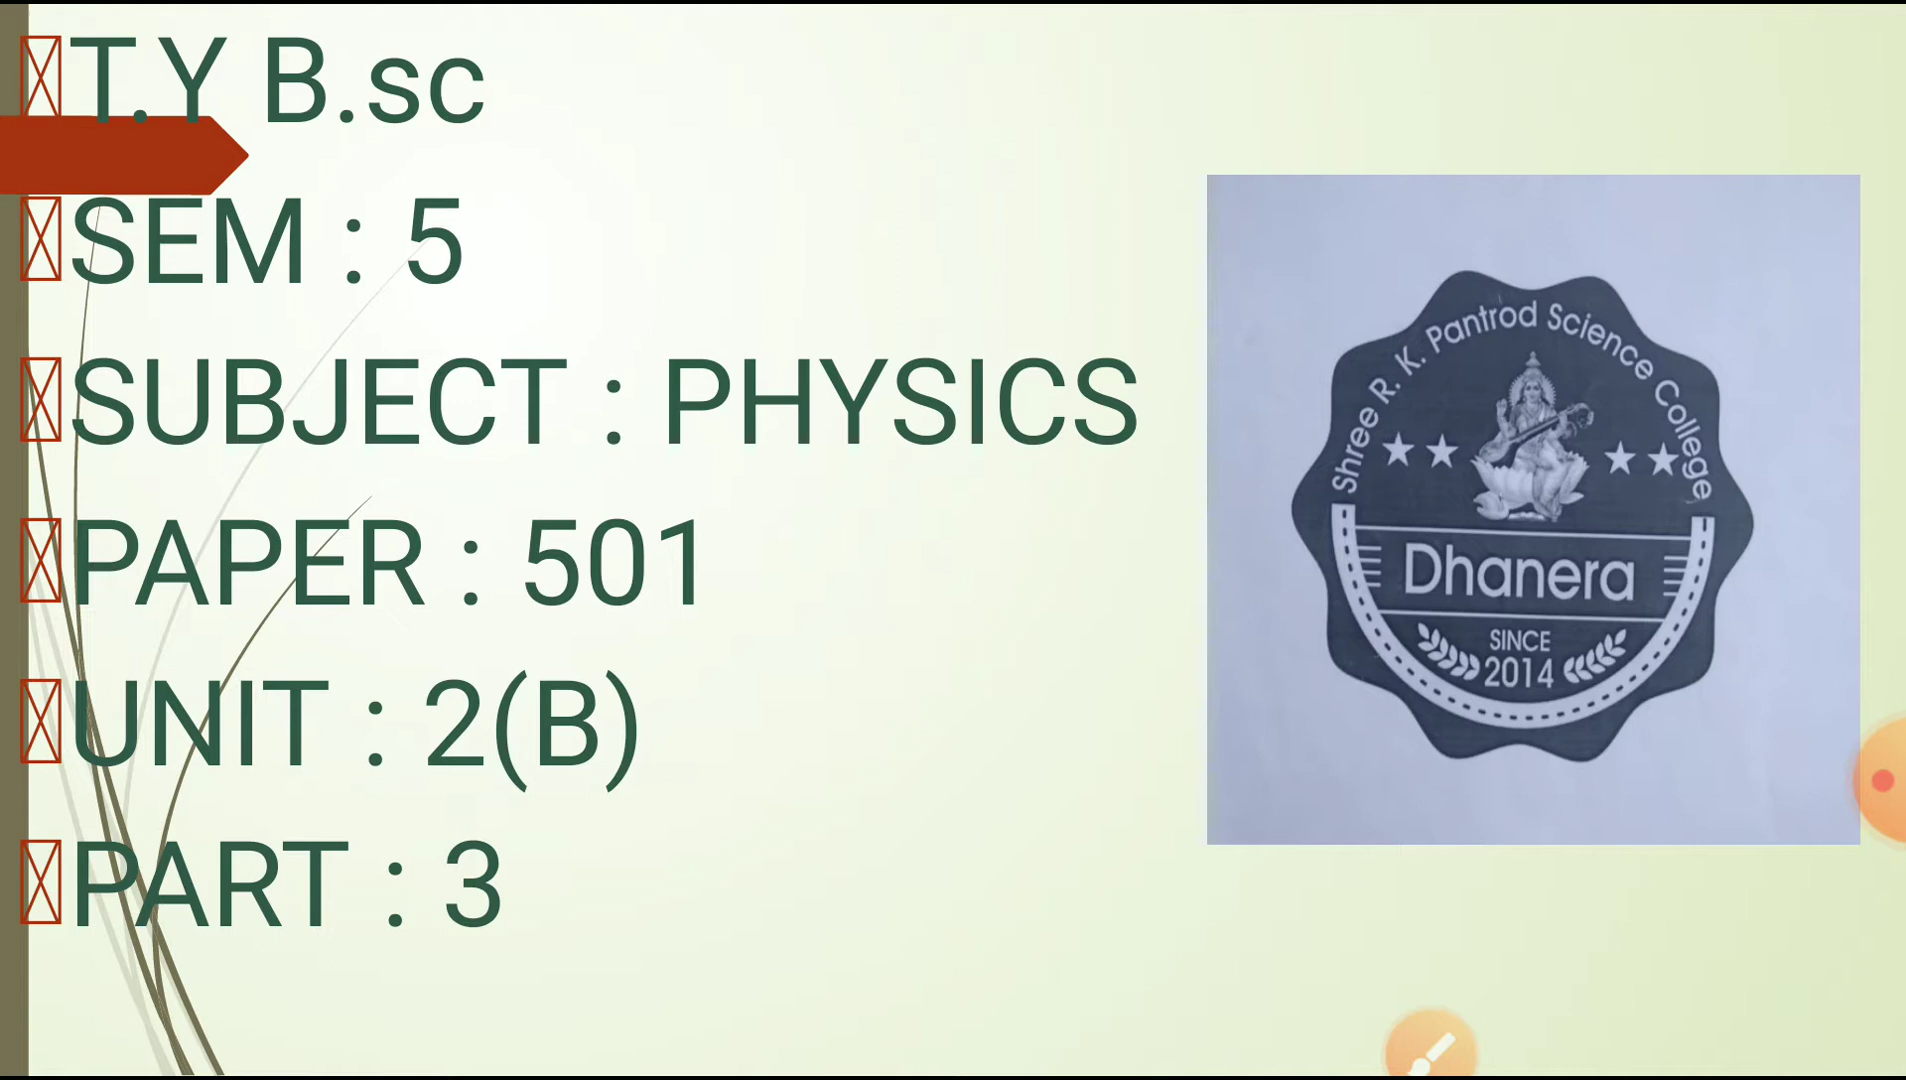 T.Y B.sc
SEM : 5
SUBJECT : PHYSICS
PAPER : 501
UNIT : 2(B)
PART : 3
Shree R. K. Pantrod Science College
Dhanera
SINCE
2014